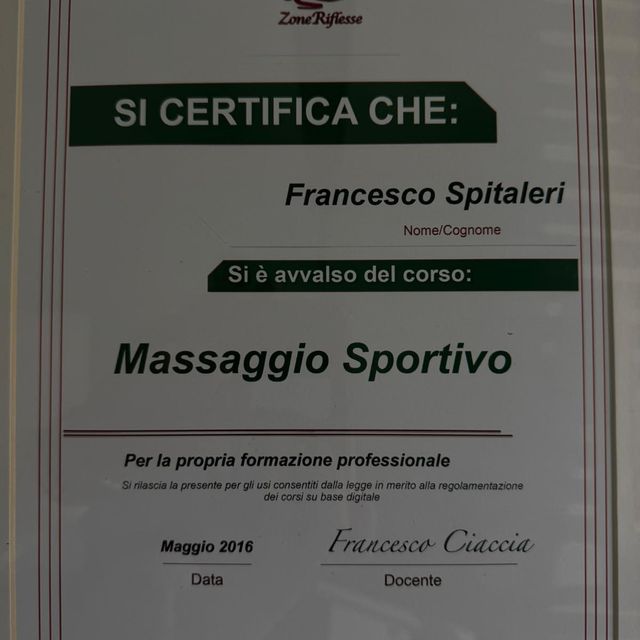 Zone Riflesse
SI CERTIFICA CHE:
Francesco Spitaleri
Nome/Cognome
Si è avvalso del corso:
Massaggio Sportivo
Per la propria formazione professionale
Si rilascia la presente per gli usi consentiti dalla legge in merito alla regolamentazione
dei corsi su base digitale
Maggio 2016
Francesco Ciaccia
Data
Docente